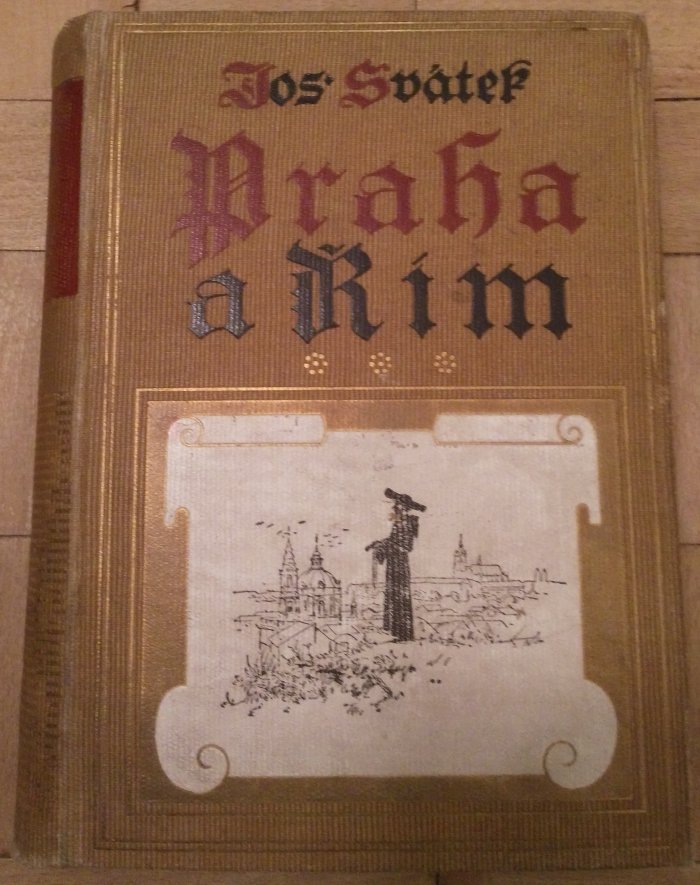 Jos. Svátek
Praha
a Řím